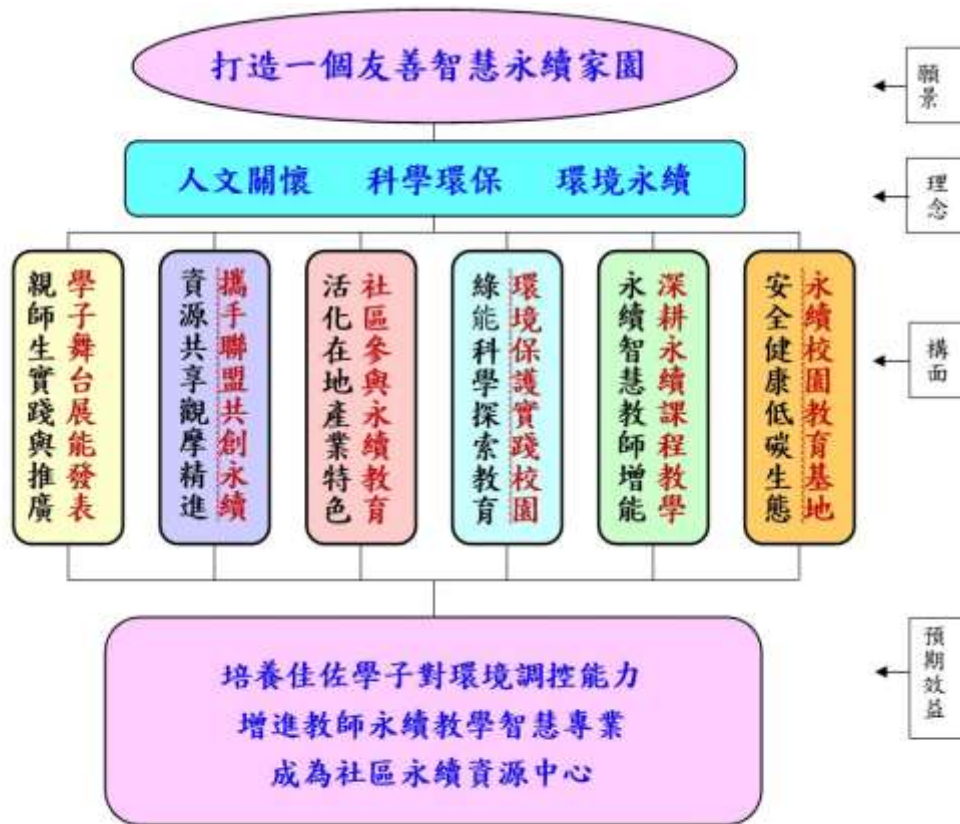 打造一個友善智慧永續家園
願景
人文關懷 科學環保 環境永續
理念
永續校園教育基地
安全健康低碳生態
深耕永續課程教學
永續智慧教師增能
環境保護實踐校園
綠能科學探索教育
社區參與永續教育
活化在地產業特色
攜手聯盟共創永續
資源共享觀摩精進
學子舞台展能發表
親師生實踐與推廣
構面
培養佳佐學子對環境調控能力
增進教師永續教學智慧專業
成為社區永續資源中心
預期效益